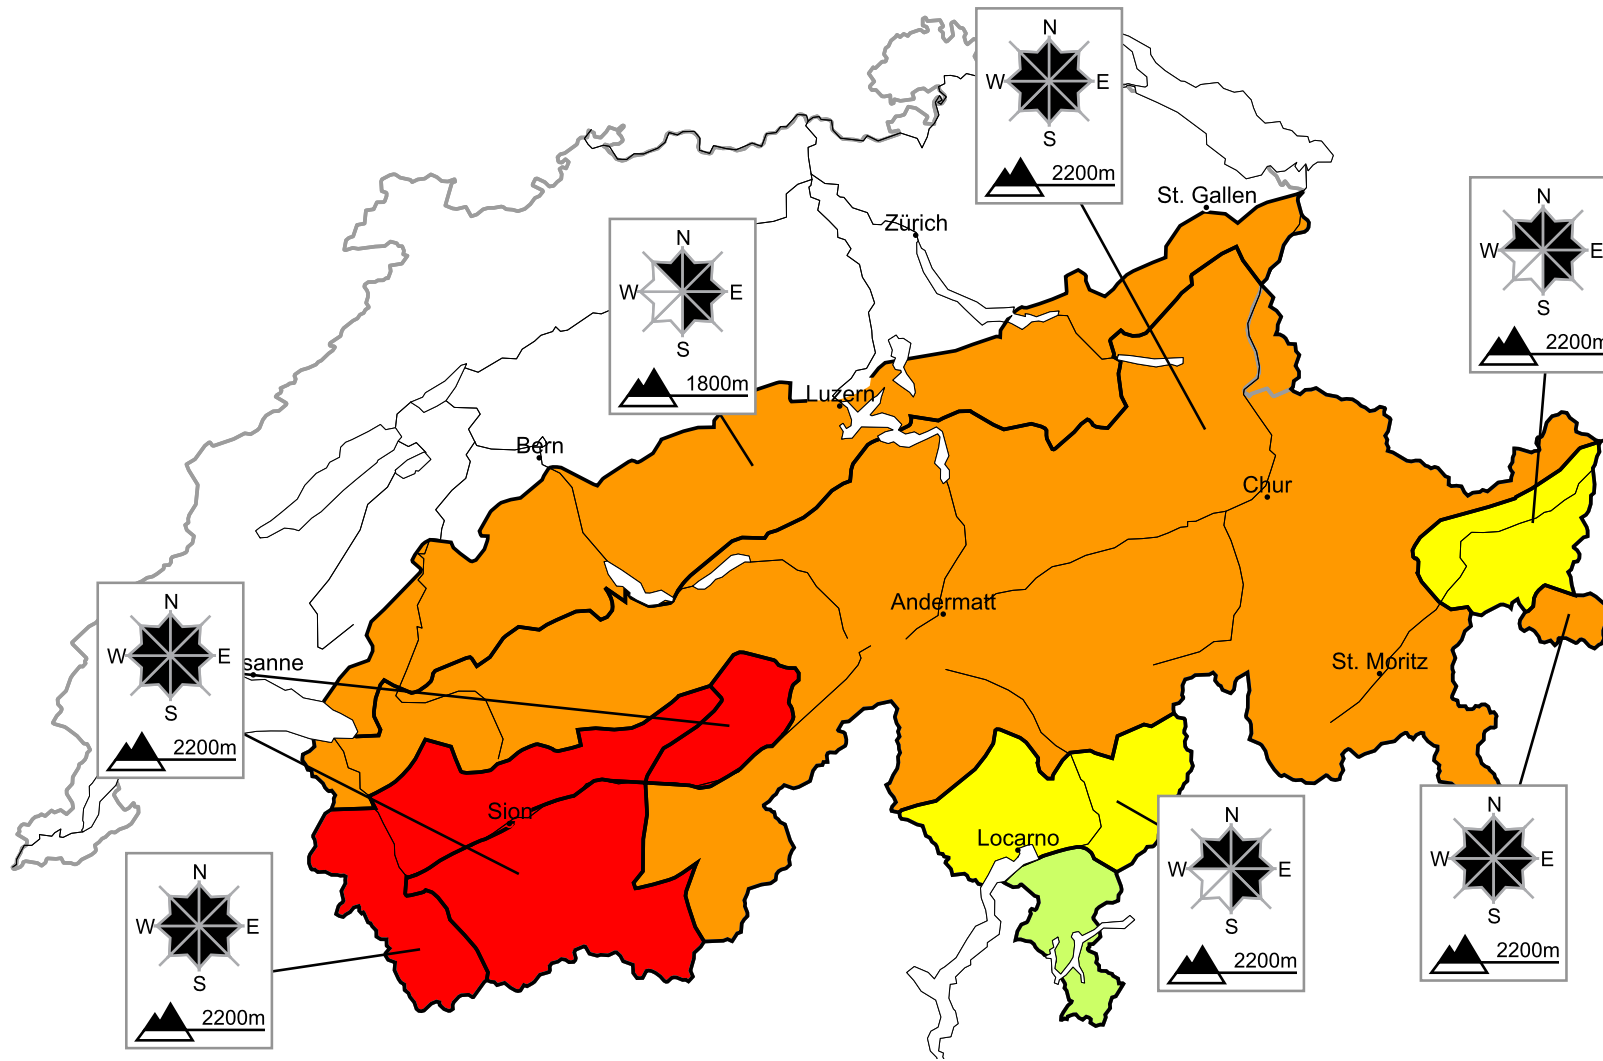 N
W E
S
2200m
St. Gallen
Zürich
N
W E
S
2200m
N
W E
S
1800m
Luzern
Bern
Chur
Andermatt
N
W E
S
2200m
sanne
St. Moritz
Sion
Locarno
N
W E
S
2200m
N
W E
S
2200m
N
W E
S
2200m